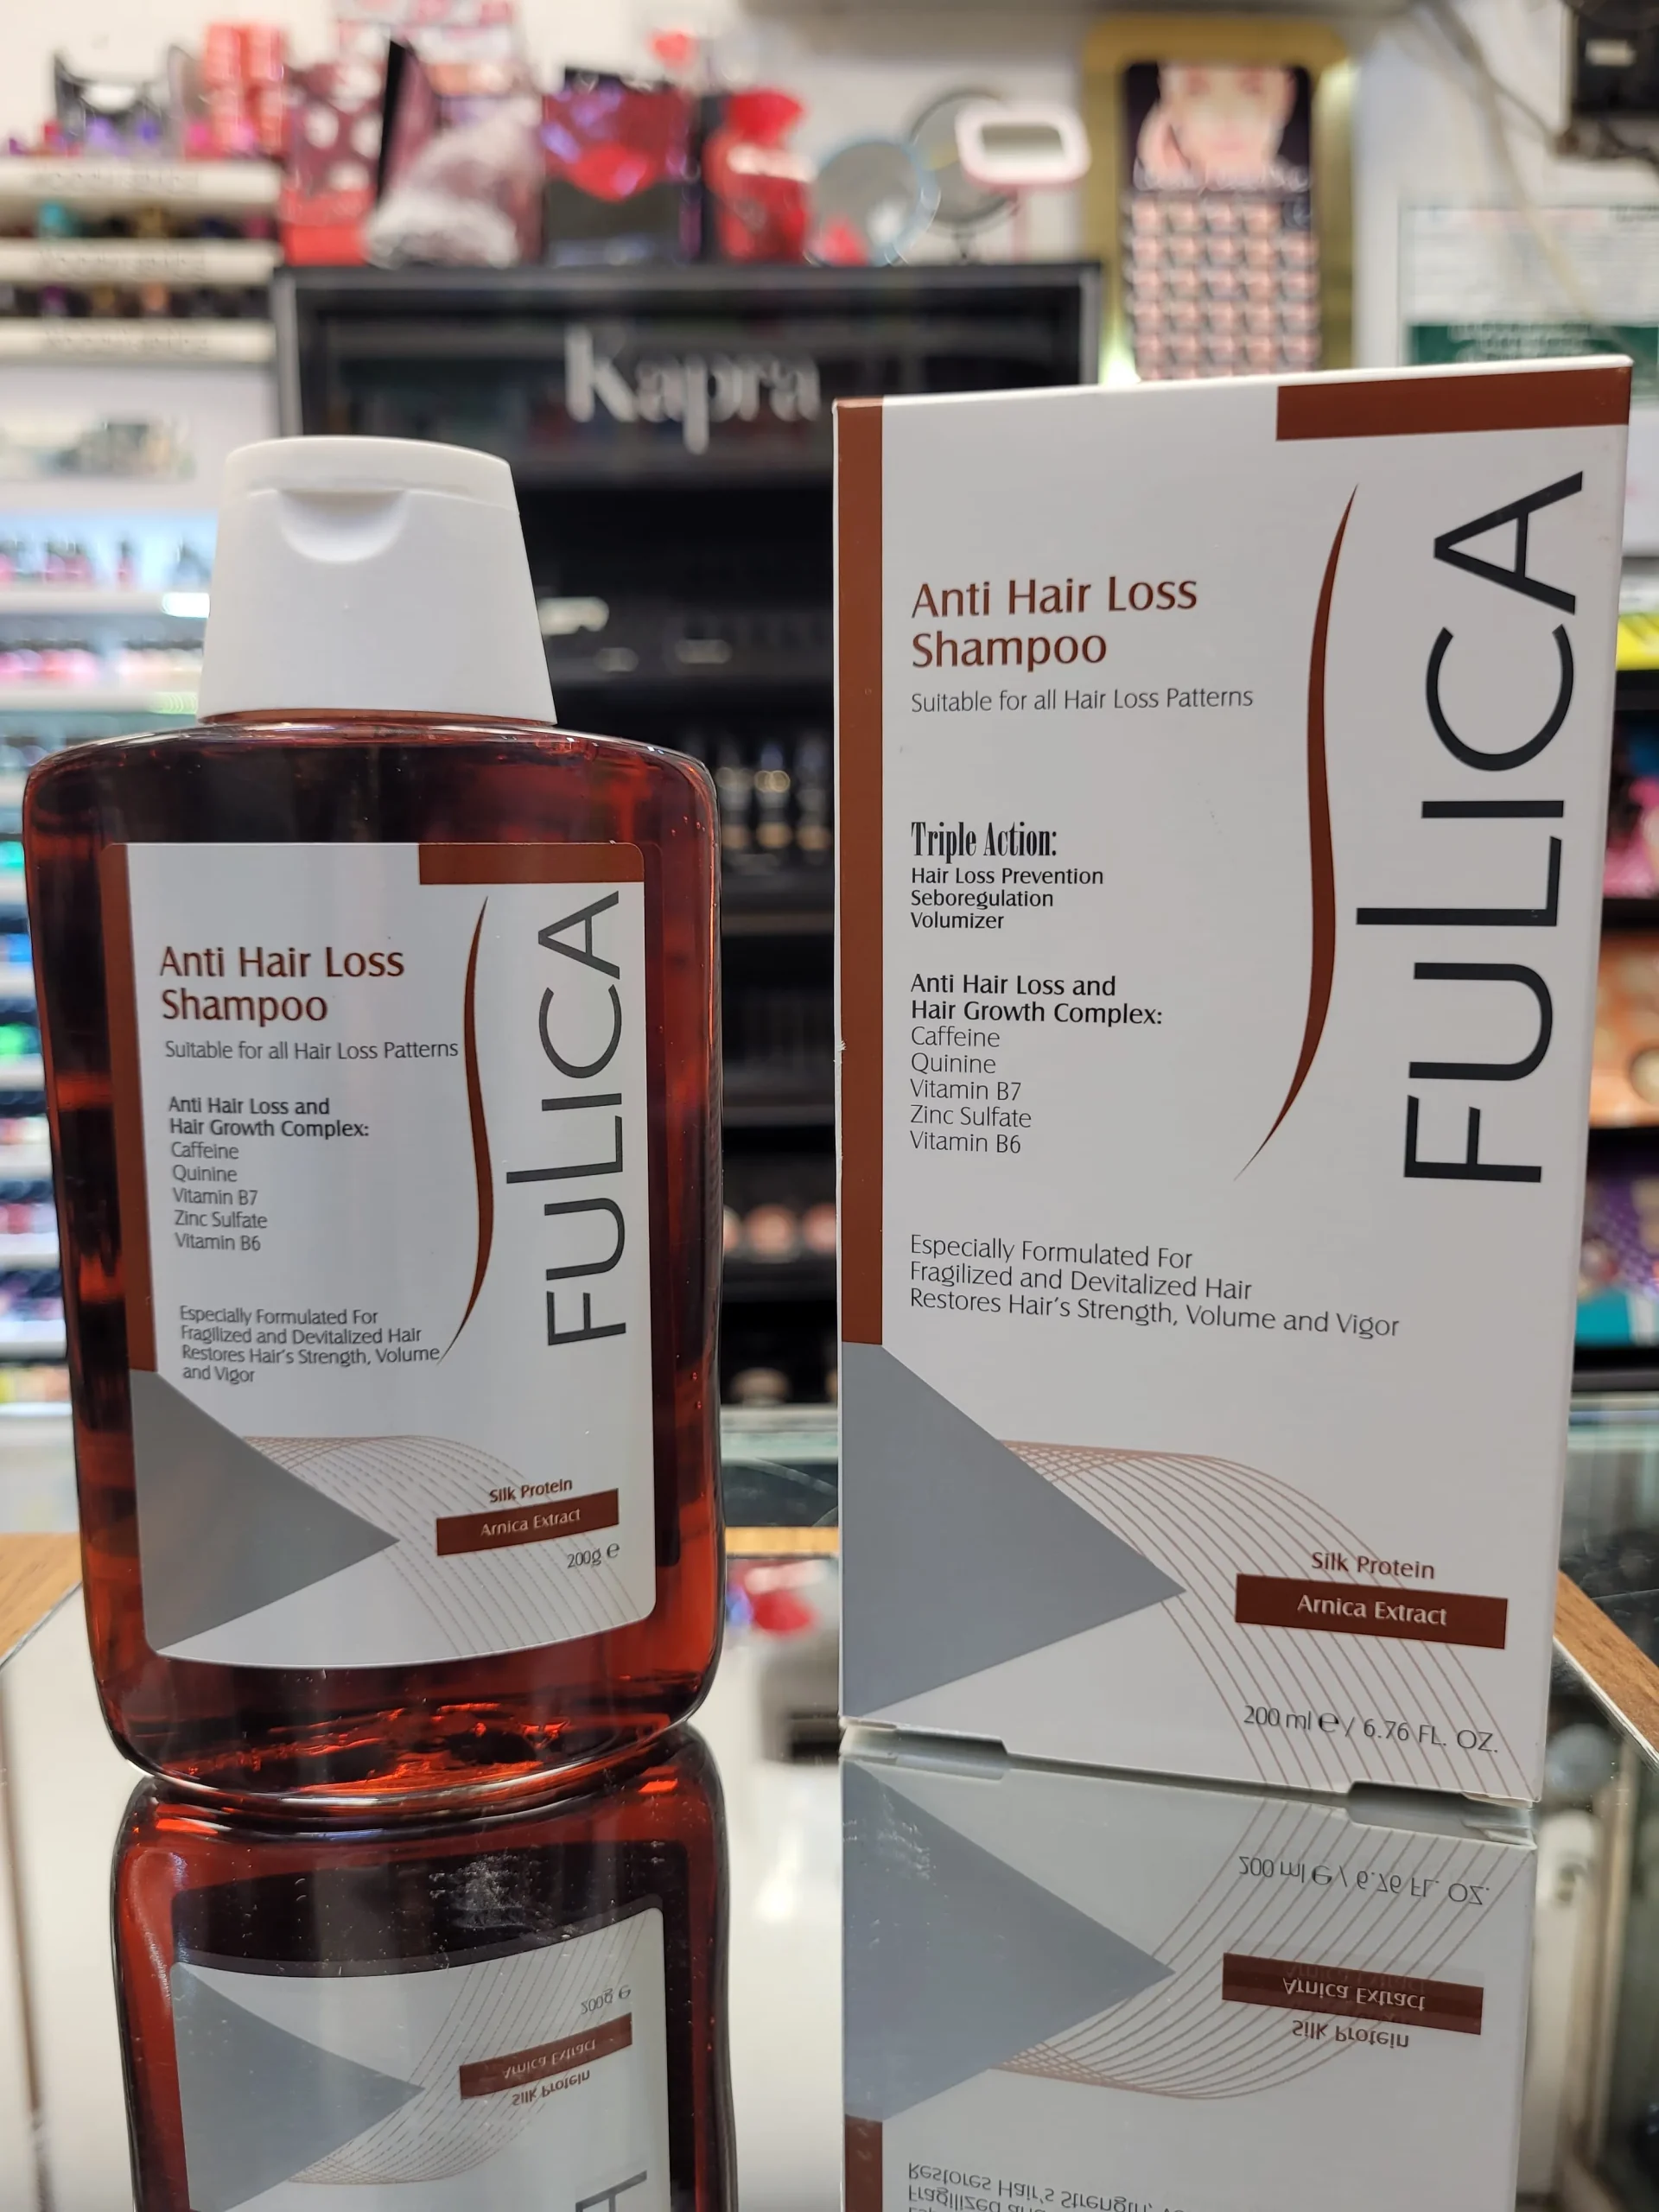 Kapra
Anti Hair Loss
Shampoo
Suitable for all Hair Loss Patterns
Anti Hair Loss and
Hair Growth Complex:
Caffeine
Quinine
Vitamin B7
Zinc Sulfate
Vitamin B6
Especially Formulated For
Fragilized and Devitalized Hair
Restores Hair's Strength, Volume
and Vigor
FULICA
Silk Protein
Arnica Extract
200g e
Anti Hair Loss
Shampoo
Suitable for all Hair Loss Patterns
Triple Action:
Hair Loss Prevention
Seboregulation
Volumizer
Anti Hair Loss and
Hair Growth Complex:
Caffeine
Quinine
Vitamin B7
Zinc Sulfate
Vitamin B6
Especially Formulated For
Fragilized and Devitalized Hair
Restores Hair's Strength, Volume and Vigor
FULICA
Silk Protein
Arnica Extract
200 ml e / 6.76 FL. OZ.